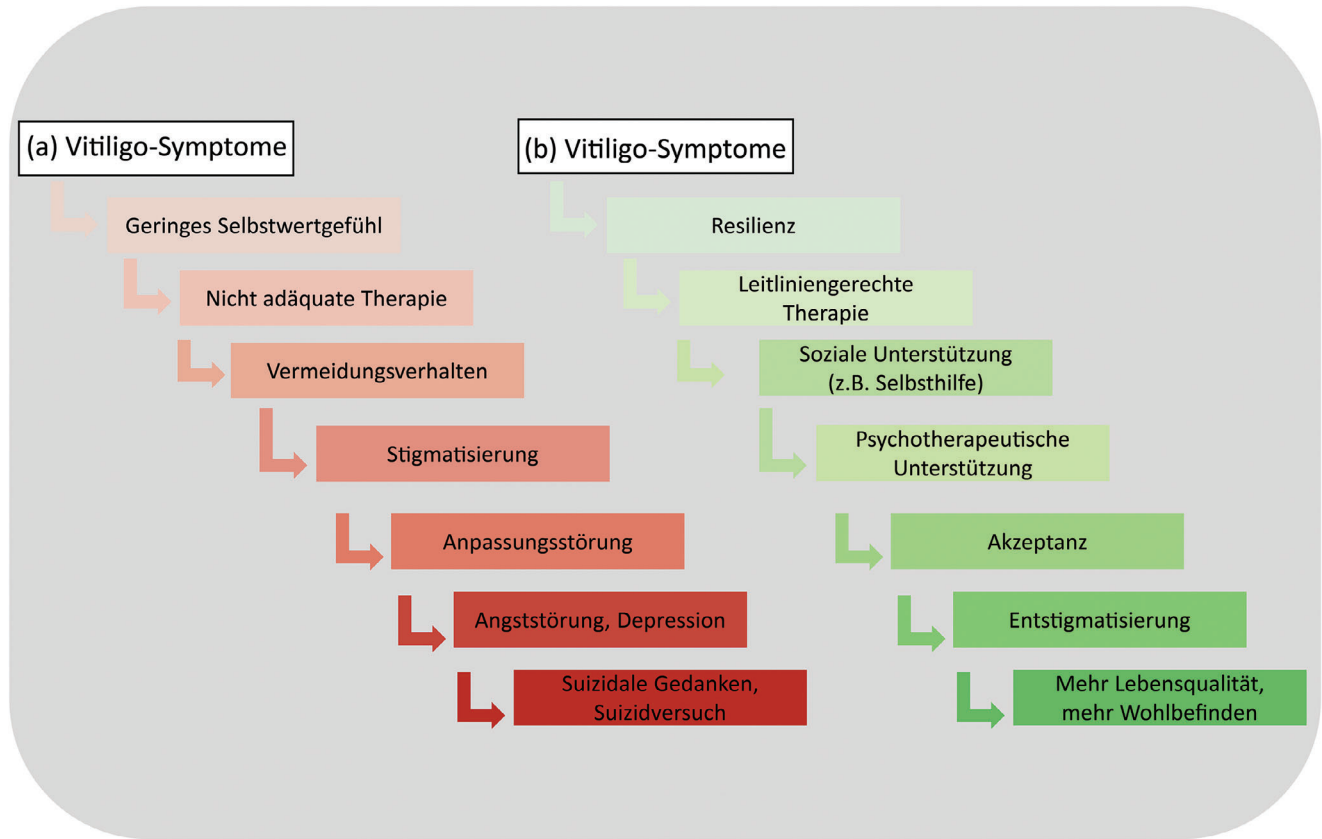 (a) Vitiligo-Symptome
Geringes Selbstwertgefühl
Nicht adäquate Therapie
Vermeidungsverhalten
Stigmatisierung
Anpassungsstörung
Angststörung, Depression
Suizidale Gedanken,
Suizidversuch
(b) Vitiligo-Symptome
Resilienz
Leitliniengerechte
Therapie
Soziale Unterstützung
(z.B. Selbsthilfe)
Psychotherapeutische
Unterstützung
Akzeptanz
Entstigmatisierung
Mehr Lebensqualität,
mehr Wohlbefinden